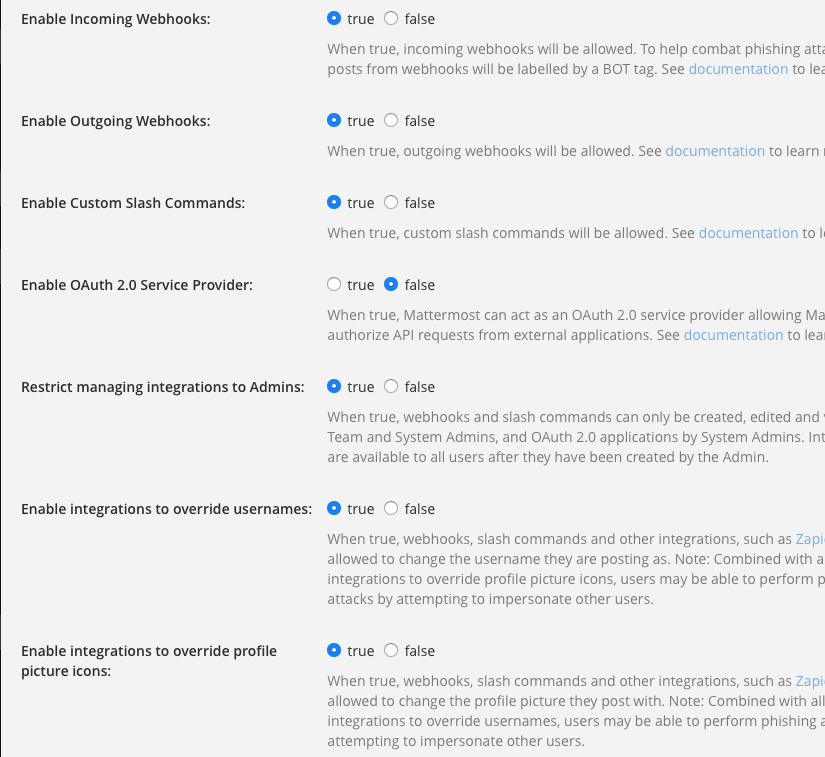 Enable Incoming Webhooks: true false
When true, incoming webhooks will be allowed. To help combat phishing
posts from webhooks will be labelled by a BOT tag. See documentation to
Enable Outgoing Webhooks: true false
When true, outgoing webhooks will be allowed. See documentation to learn
Enable Custom Slash Commands: true false
When true, custom slash commands will be allowed. See documentation to
Enable OAuth 2.0 Service Provider: true false
When true, Mattermost can act as an OAuth 2.0 service provider allowing
authorize API requests from external applications. See documentation to
Restrict managing integrations to Admins: true false
When true, webhooks and slash commands can only be created, edited and
Team and System Admins, and OAuth 2.0 applications by System Admins.
are available to all users after they have been created by the Admin.
Enable integrations to override usernames: true false
When true, webhooks, slash commands and other integrations, such as
allowed to change the username they are posting as. Note: Combined with
integrations to override profile picture icons, users may be able to perform
attacks by attempting to impersonate other users.
Enable integrations to override profile true false
picture icons:
When true, webhooks, slash commands and other integrations, such as
allowed to change the profile picture they post with. Note: Combined with
integrations to override usernames, users may be able to perform phishing
attempting to impersonate other users.